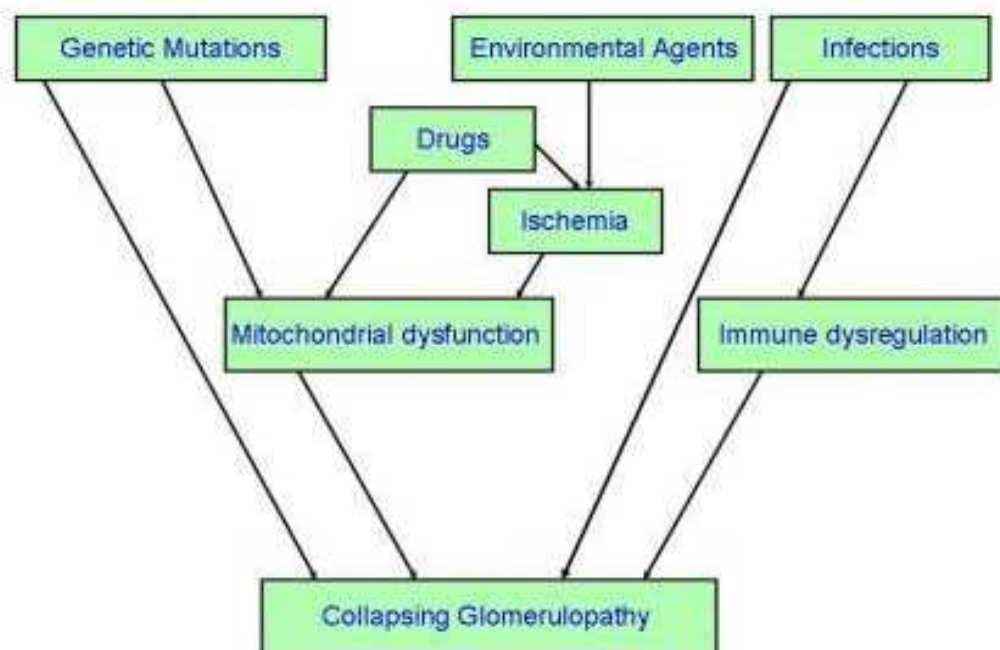 Genetic Mutations
Environmental Agents
Infections
Drugs
Ischemia
Mitochondrial dysfunction
Immune dysregulation
Collapsing Glomerulopathy